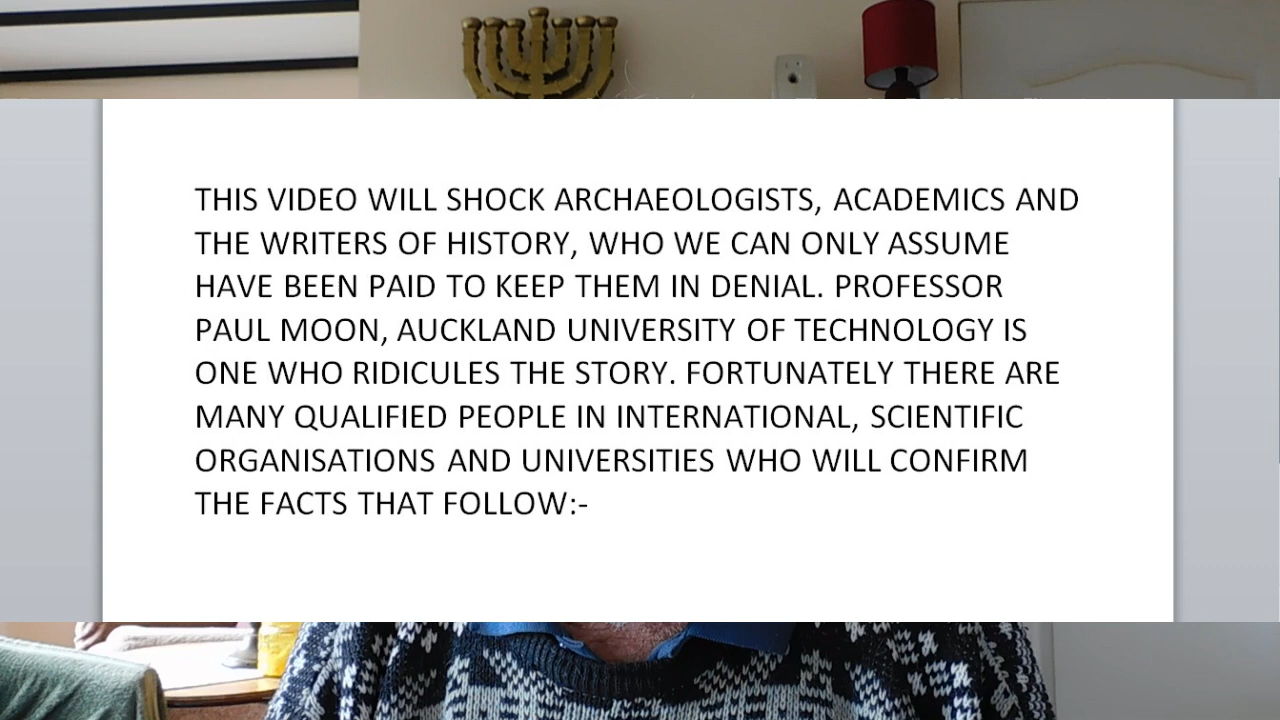 THIS VIDEO WILL SHOCK ARCHAEOLOGISTS, ACADEMICS AND
THE WRITERS OF HISTORY, WHO WE CAN ONLY ASSUME
HAVE BEEN PAID TO KEEP THEM IN DENIAL. PROFESSOR
PAUL MOON, AUCKLAND UNIVERSITY OF TECHNOLOGY IS
ONE WHO RIDICULES THE STORY. FORTUNATELY THERE ARE
MANY QUALIFIED PEOPLE IN INTERNATIONAL, SCIENTIFIC
ORGANISATIONS AND UNIVERSITIES WHO WILL CONFIRM
THE FACTS THAT FOLLOW:-